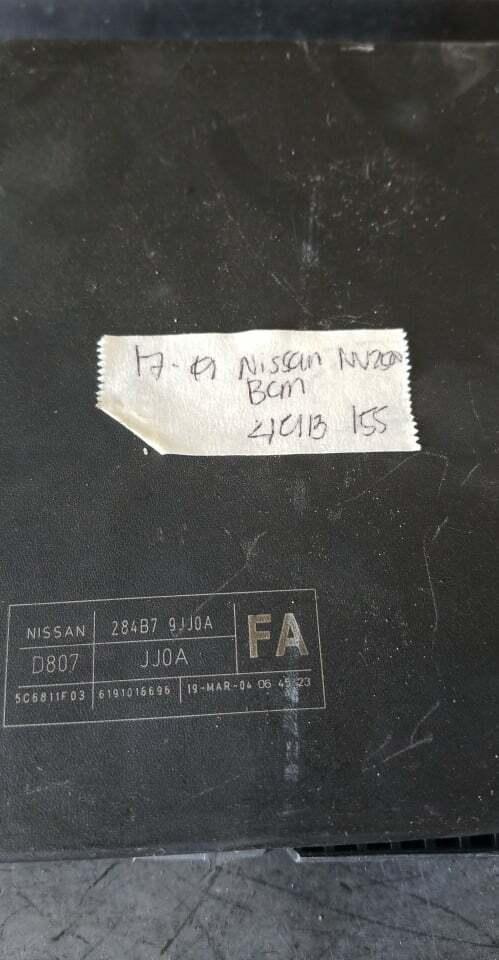 17-19 Nissan NV200
BCM
155
NISSAN 284B7 9JJ0A FA
D807 JJ0A
5C6811F03 6191016696 19-MAR-04 06 45 23